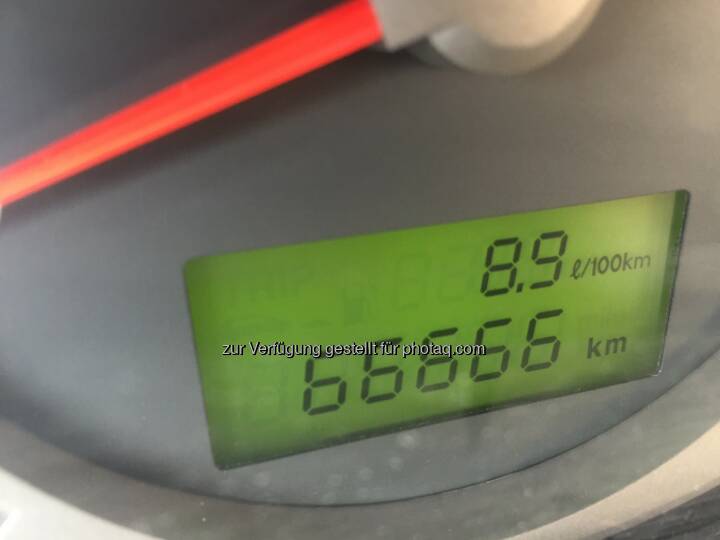 8.9 ℓ/100km
zur Verfügung gestellt für photaq.com
66666 km